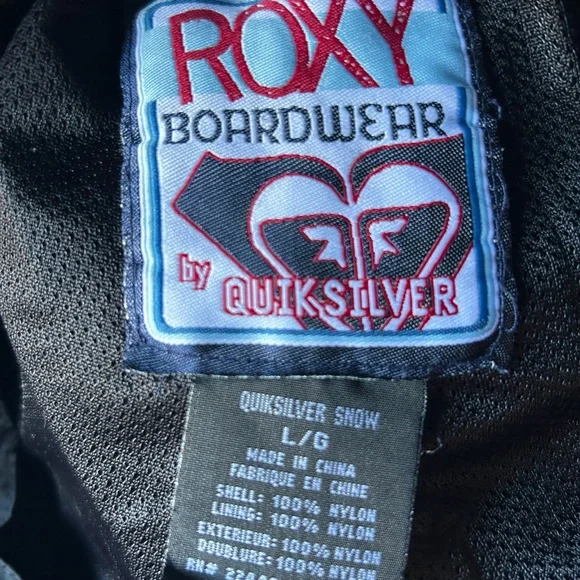 ROXY
BOARDWEAR
by QUIKSILVER
QUIKSILVER SNOW
L/G
MADE IN CHINA
FABRIQUE EN CHINE
SHELL: 100% NYLON
LINING: 100% NYLON
EXTERIEUR: 100% NYLON
DOUBLURE: 100% NYLON
RN#